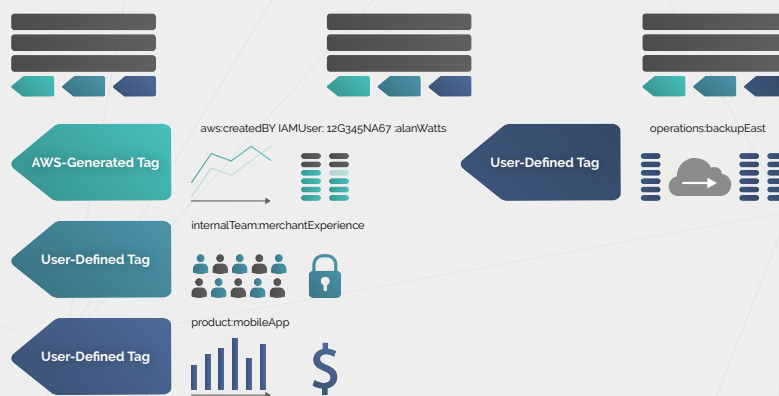 aws:createdBY IAMUser: 12G345NA67 :alanWatts
AWS-Generated Tag
User-Defined Tag
operations:backupEast
internalTeam:merchantExperience
User-Defined Tag
product:mobileApp
User-Defined Tag
$